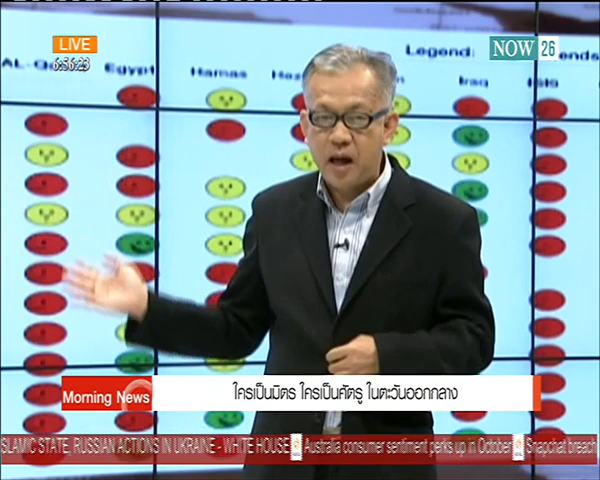 LIVE
6:56:23
Legend:
NOW 26
AL-Q
Egypt
Hamas
Iraq
ISIS
ใครเป็นมิตร ใครเป็นศัตรู ในตะวันออกกลาง
Morning News
SLAMIC STATE, RUSSIAN ACTIONS IN UKRAINE - WHITE HOUSE Australia consumer sentiment perks up in October Snapchat breach